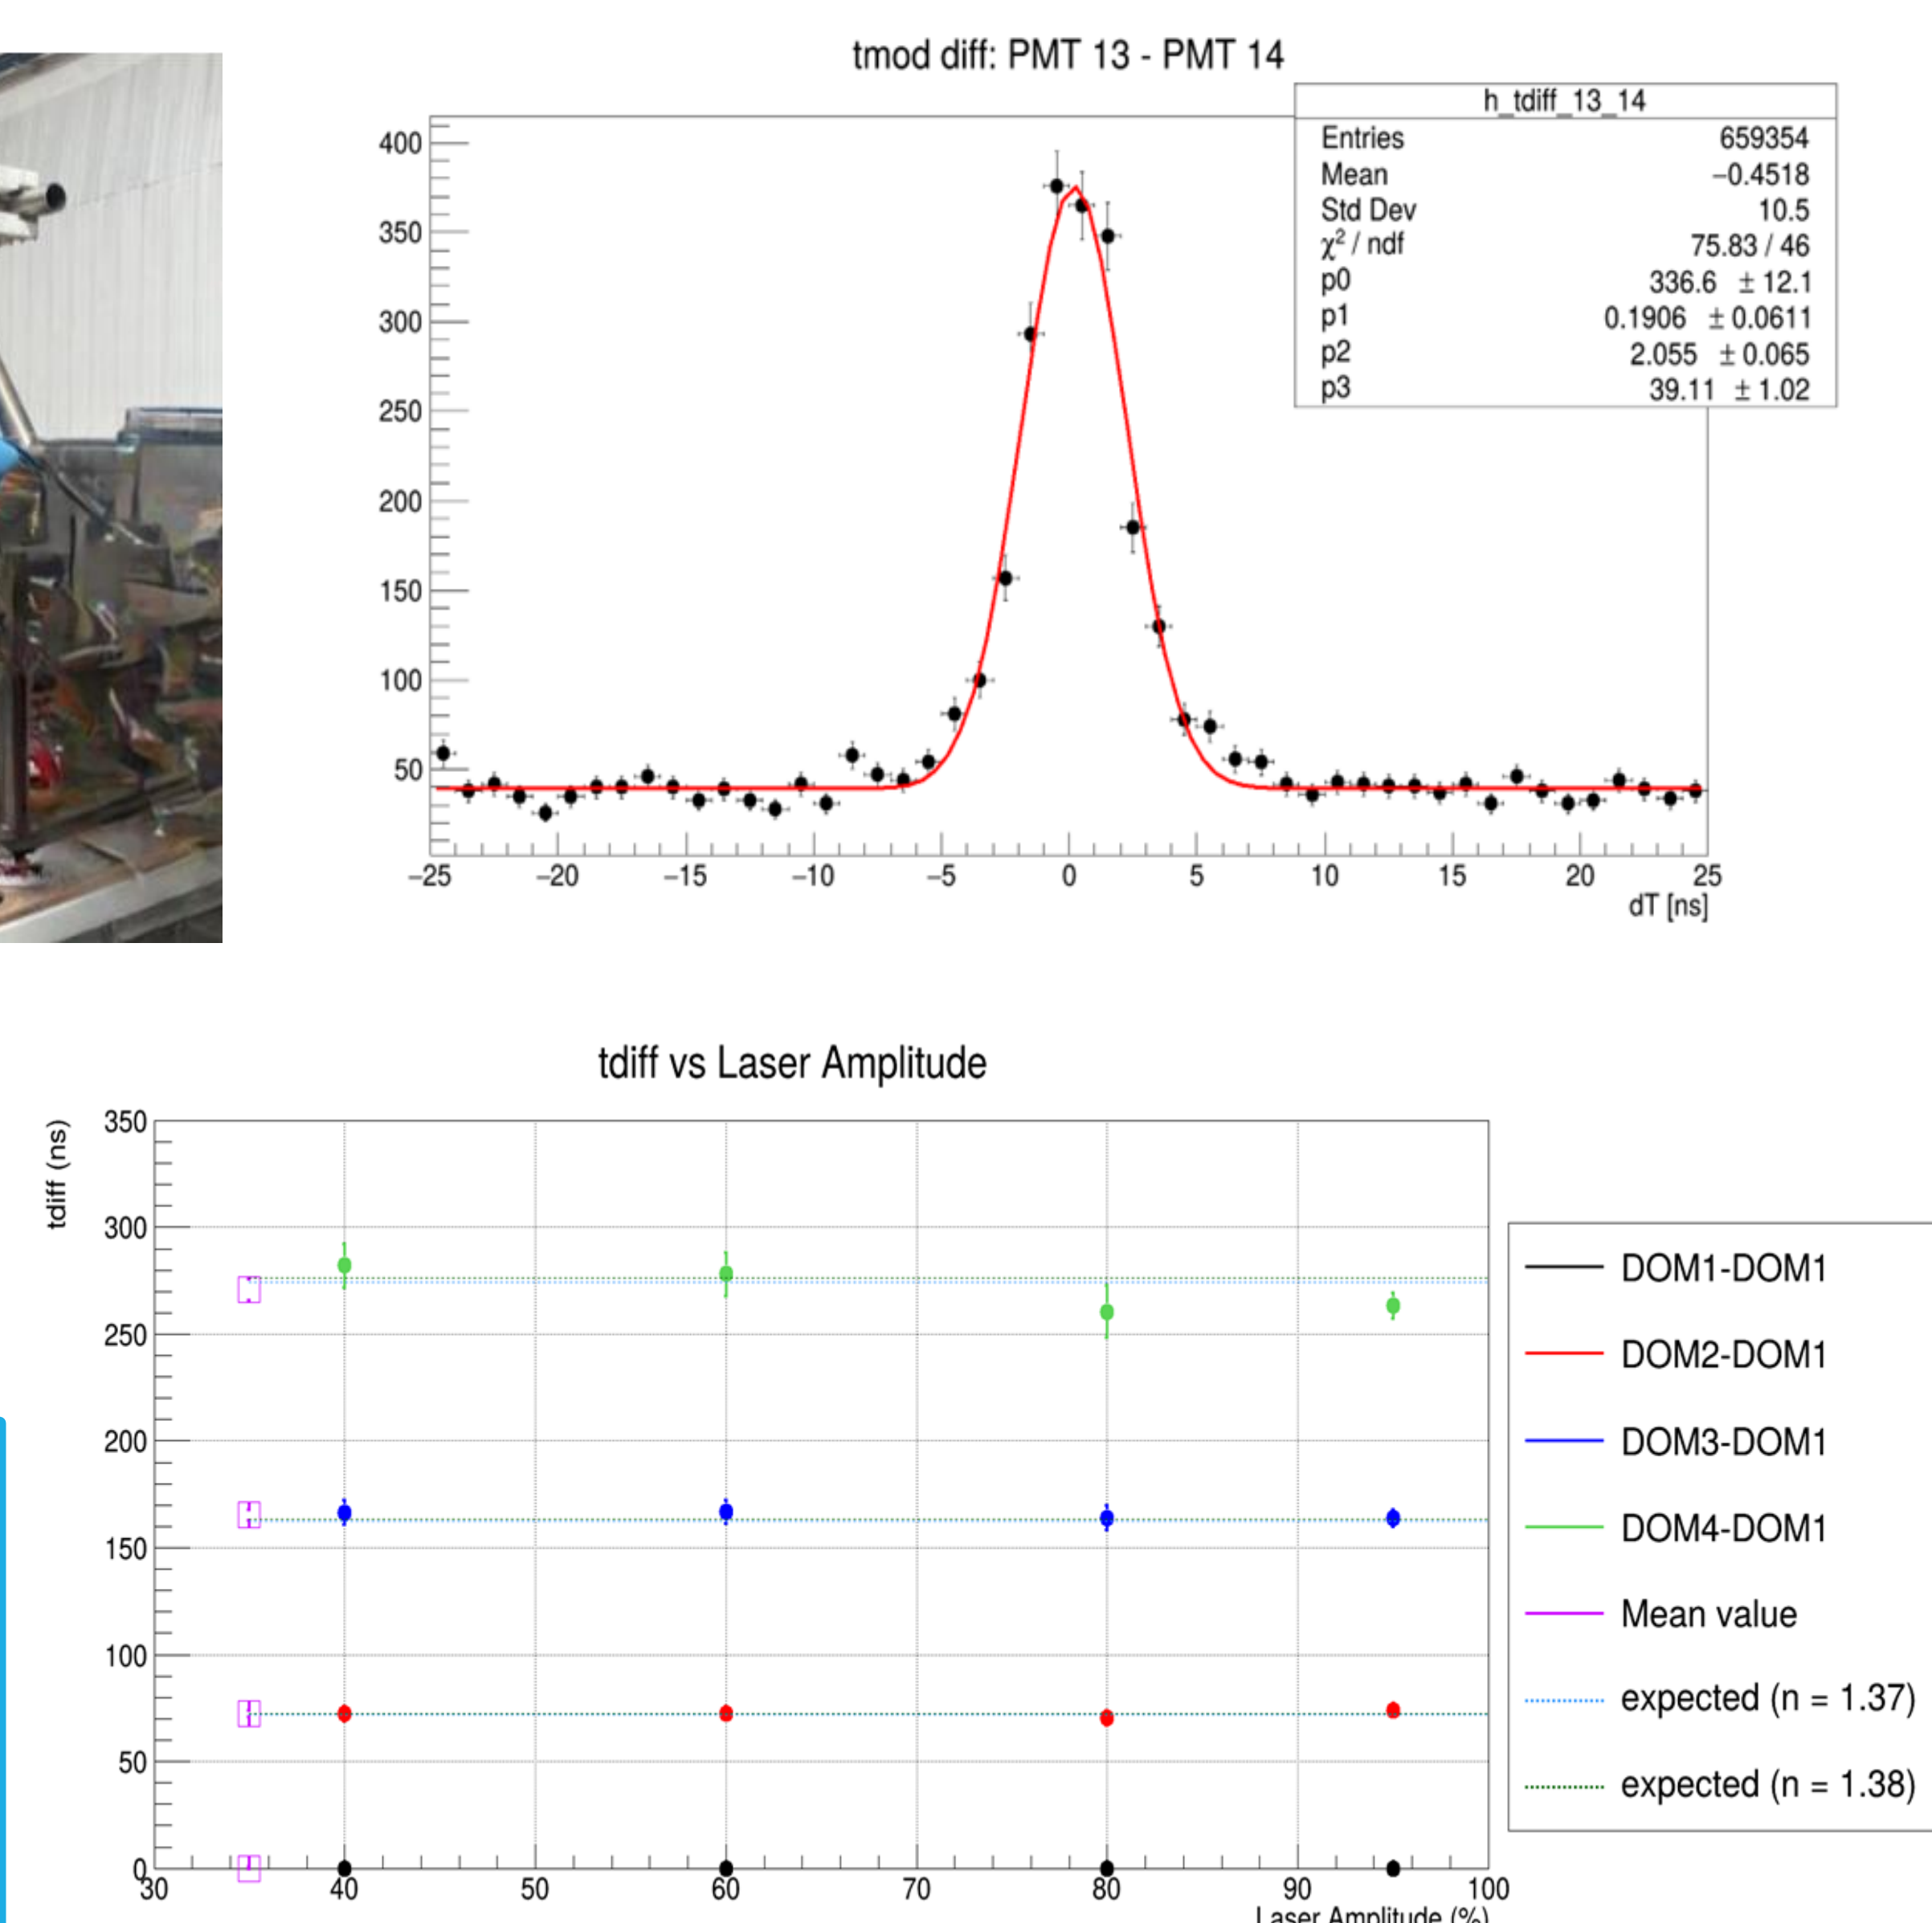 tmod diff: PMT 13 - PMT 14
h_tdiff_13_14
Entries 659354
Mean −0.4518
Std Dev 10.5
χ² / ndf 75.83 / 46
p0 336.6 ± 12.1
p1 0.1906 ± 0.0611
p2 2.055 ± 0.065
p3 39.11 ± 1.02
400
350
300
250
200
150
100
50
−25 −20 −15 −10 −5 0 5 10 15 20 25
dT [ns]
tdiff vs Laser Amplitude
tdiff (ns)
350
300
250
200
150
100
50
0
30 40 50 60 70 80 90 100
Laser Amplitude (%)
DOM1-DOM1
DOM2-DOM1
DOM3-DOM1
DOM4-DOM1
Mean value
expected (n = 1.37)
expected (n = 1.38)